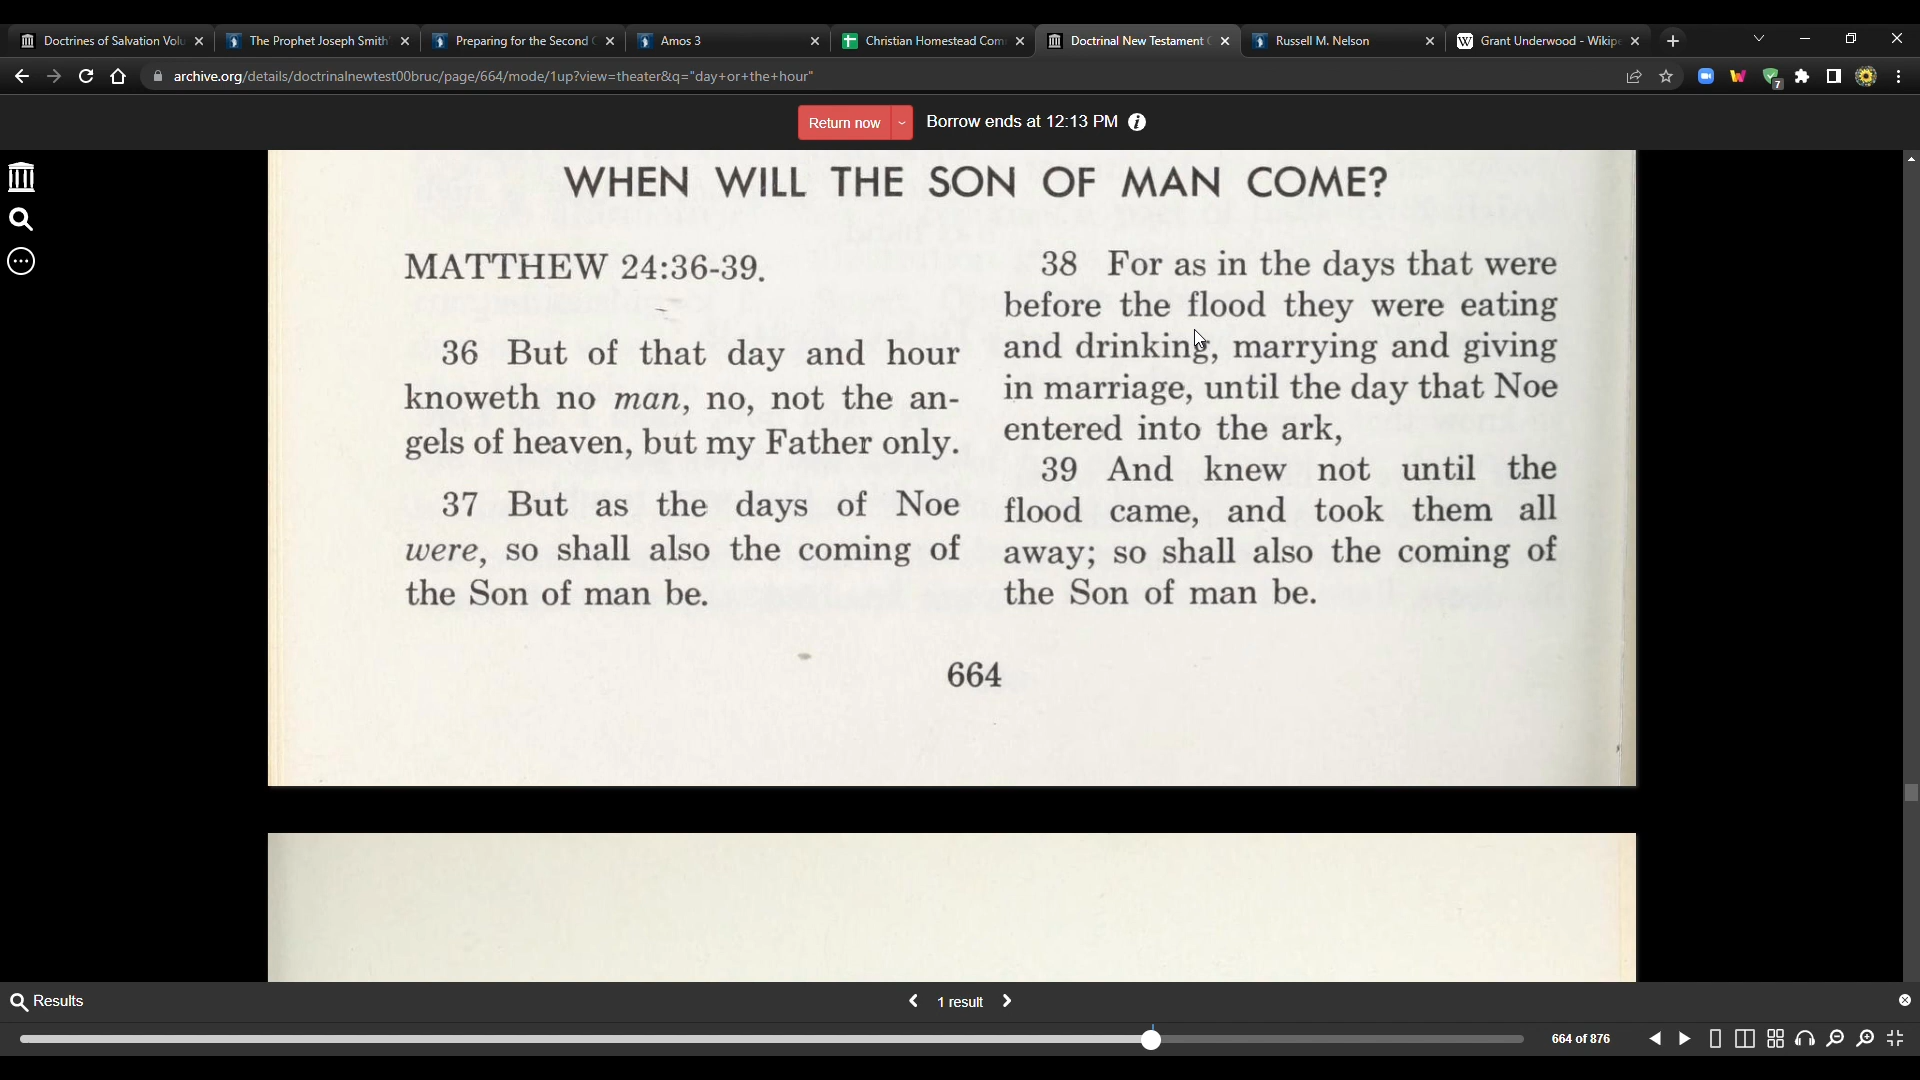 Doctrines of Salvation Volu
The Prophet Joseph Smith
Preparing for the Second
Amos 3
Christian Homestead Com
Doctrinal New Testament
Russell M. Nelson
Grant Underwood - Wikip
archive.org/details/doctrinalnewtest00bruc/page/664/mode/1up?view=theater&q="day+or+the+hour"
7
Return now
Borrow ends at 12:13 PM
WHEN WILL THE SON OF MAN COME?
MATTHEW 24:36-39.
36 But of that day and hour
knoweth no man, no, not the an-
gels of heaven, but my Father only.
37 But as the days of Noe
were, so shall also the coming of
the Son of man be.
38 For as in the days that were
before the flood they were eating
and drinking, marrying and giving
in marriage, until the day that Noe
entered into the ark,
39 And knew not until the
flood came, and took them all
away; so shall also the coming of
the Son of man be.
664
Results
1 result
664 of 876